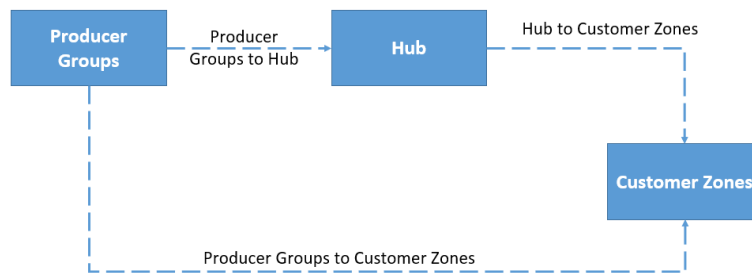 Producer
Groups
Producer
Groups to Hub
Hub
Hub to Customer Zones
Customer Zones
Producer Groups to Customer Zones